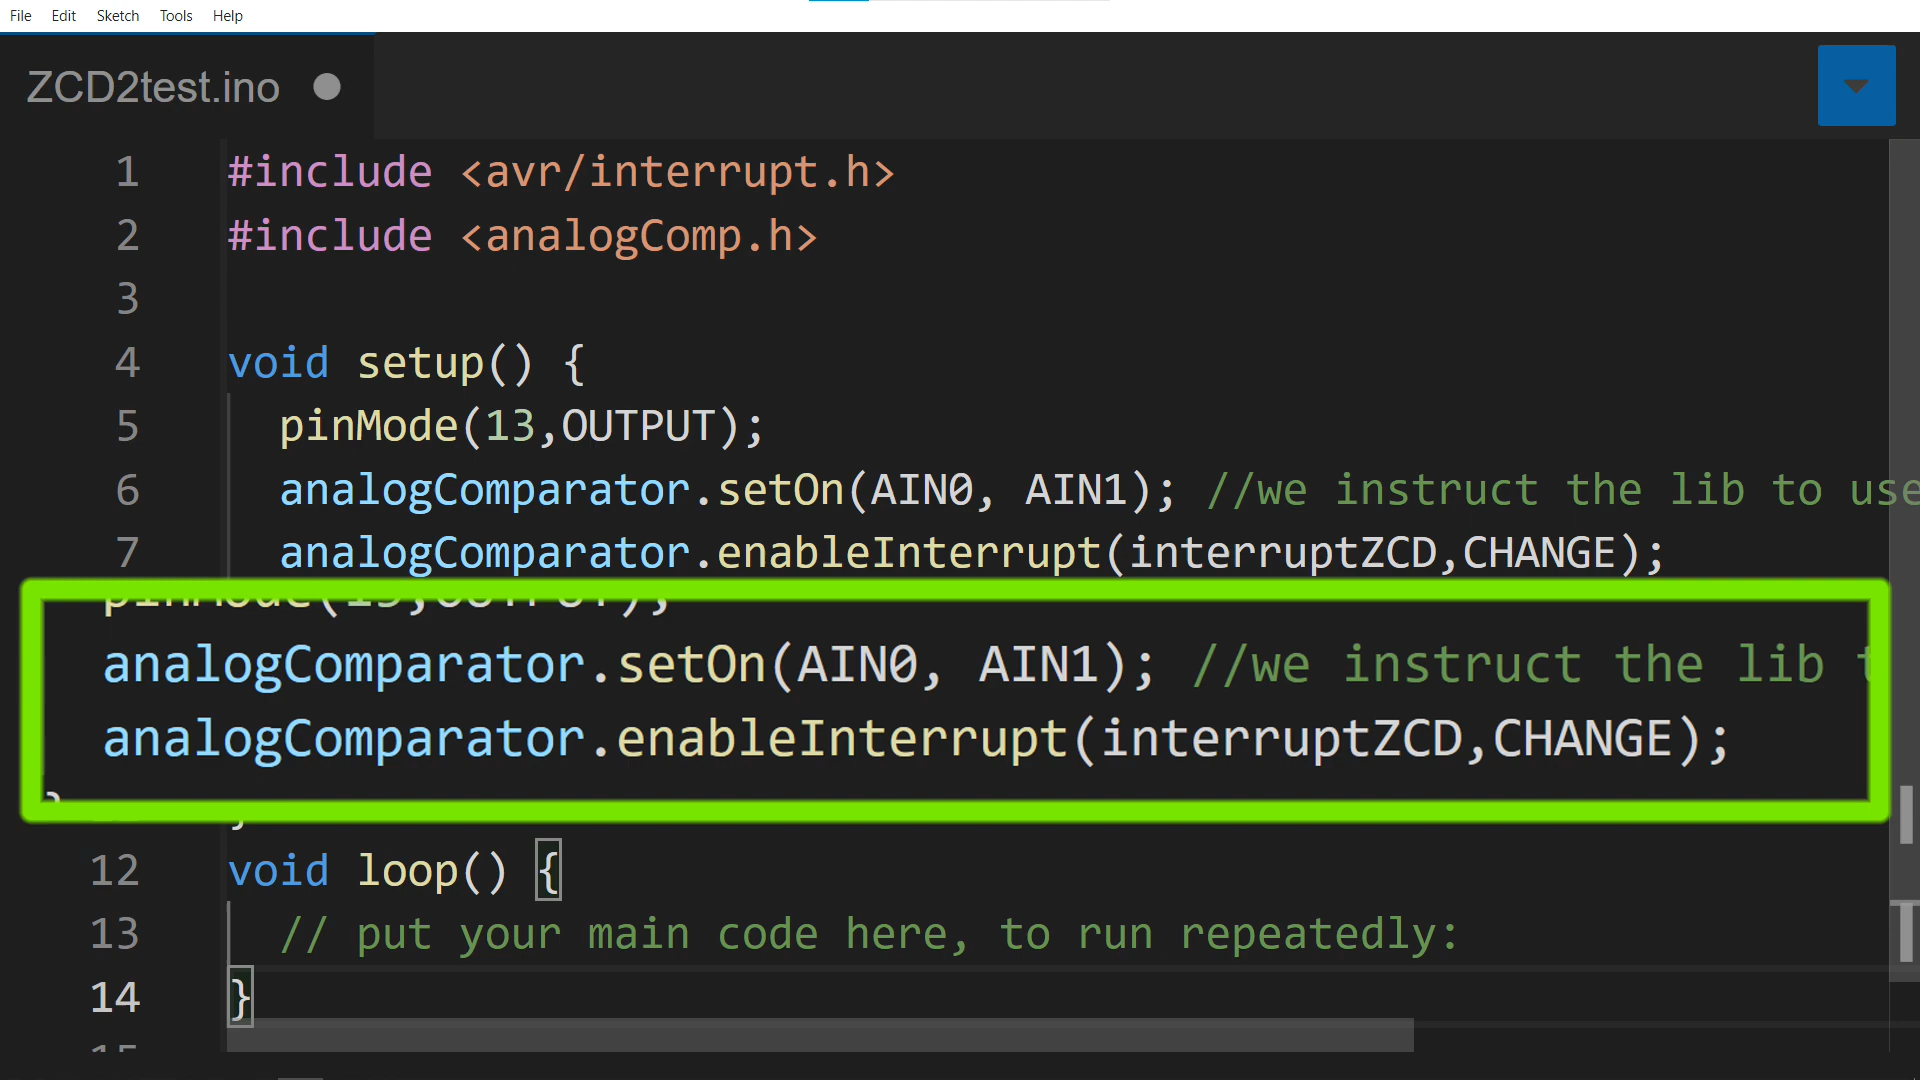 File Edit Sketch Tools Help
ZCD2test.ino
1 #include <avr/interrupt.h>
2 #include <analogComp.h>
3
4 void setup() {
5 pinMode(13,OUTPUT);
6 analogComparator.setOn(AIN0, AIN1); //we instruct the lib to use
7 analogComparator.enableInterrupt(interruptZCD,CHANGE);
pinMode(13,OUTPUT);
analogComparator.setOn(AIN0, AIN1); //we instruct the lib
analogComparator.enableInterrupt(interruptZCD,CHANGE);
}
12 void loop() {
13 // put your main code here, to run repeatedly:
14 }